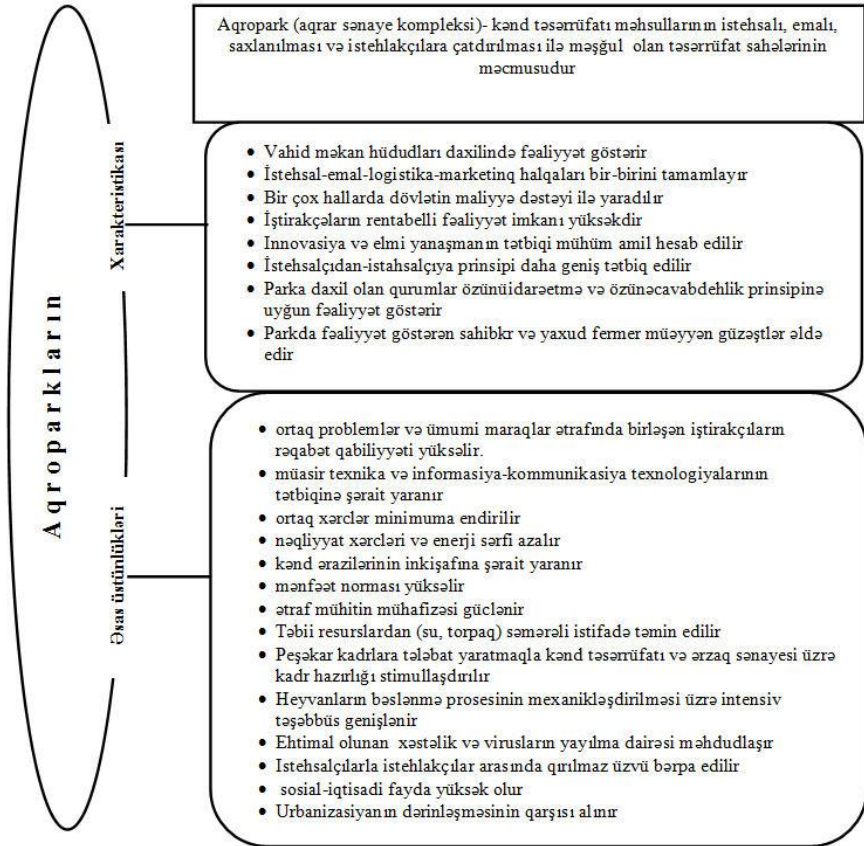 Aqropark (aqrar sənaye kompleksi)- kənd təsərrüfatı məhsullarının istehsalı, emalı,
saxlanılması və istehlakçılara çatdırılması ilə məşğul olan təsərrüfat sahələrinin
məcmusudur
Aqroparkların
Xarakteristikası
• Vahid məkan hüdudları daxilində fəaliyyət göstərir
• İstehsal-emal-logistika-marketinq halqaları bir-birini tamamlayır
• Bir çox hallarda dövlətin maliyyə dəstəyi ilə yaradılır
• İştirakçəların rentabelli fəaliyyət imkanı yüksəkdir
• Innovasiya və elmi yanaşmanın tətbiqi mühüm amil hesab edilir
• İstehsalçıdan-istahsalçıya prinsipi daha geniş tətbiq edilir
• Parka daxil olan qurumlar özünüidarəetmə və özünəcavabdehlik prinsipinə
uyğun fəaliyyət göstərir
• Parkda fəaliyyət göstərən sahibkr və yaxud fermer müəyyən güzəştlər əldə
edir
Əsas üstünlükləri
• ortaq problemlər və ümumi maraqlar ətrafında birləşən iştirakçıların
rəqabət qabiliyyəti yüksəlir.
• müasir texnika və informasiya-kommunikasiya texnologiyalarının
tətbiqinə şərait yaranır
• ortaq xərclər minimuma endirilir
• nəqliyyat xərcləri və enerji sərfi azalır
• kənd ərazilərinin inkişafına şərait yaranır
• mənfəət norması yüksəlir
• ətraf mühitin mühafizəsi güclənir
• Təbii resurslardan (su, torpaq) səmərəli istifadə təmin edilir
• Peşəkar kadrlara tələbat yaratmaqla kənd təsərrüfatı və ərzaq sənayesi üzrə
kadr hazırlığı stimullaşdırılır
• Heyvanların bəslənmə prosesinin mexanikləşdirilməsi üzrə intensiv
təşəbbüs genişlənir
• Ehtimal olunan xəstəlik və virusların yayılma dairəsi məhdudlaşır
• Istehsalçılarla istehlakçılar arasında qırılmaz üzvü bərpa edilir
• sosial-iqtisadi fayda yüksək olur
• Urbanizasiyanın dərinləşməsinin qarşısı alınır